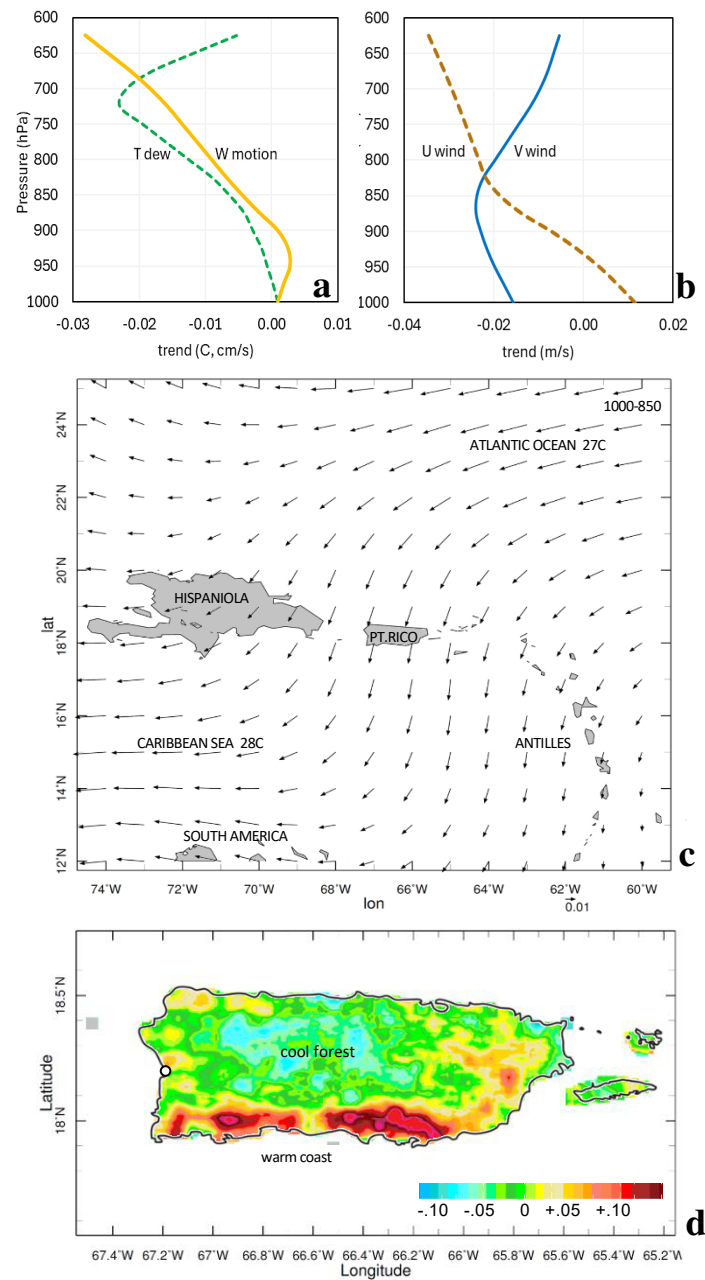 600
650
700
750
800
850
900
950
1000
Pressure (hPa)
T dew
W motion
a
-0.03
-0.02
-0.01
0.00
0.01
trend (C, cm/s)
600
650
700
750
800
850
900
950
1000
U wind
V wind
b
-0.04
-0.02
0.00
0.02
trend (m/s)
1000-850
ATLANTIC OCEAN 27C
24°N
22°N
20°N
18°N
16°N
14°N
12°N
lat
HISPANIOLA
PT.RICO
CARIBBEAN SEA 28C
ANTILLES
SOUTH AMERICA
c
74°W
72°W
70°W
68°W
66°W
64°W
62°W
60°W
lon
0.01
18.5°N
18°N
Latitude
cool forest
warm coast
-.10
-.05
0
+.05
+.10
d
67.4°W
67.2°W
67°W
66.8°W
66.6°W
66.4°W
66.2°W
66°W
65.8°W
65.6°W
65.4°W
65.2°W
Longitude